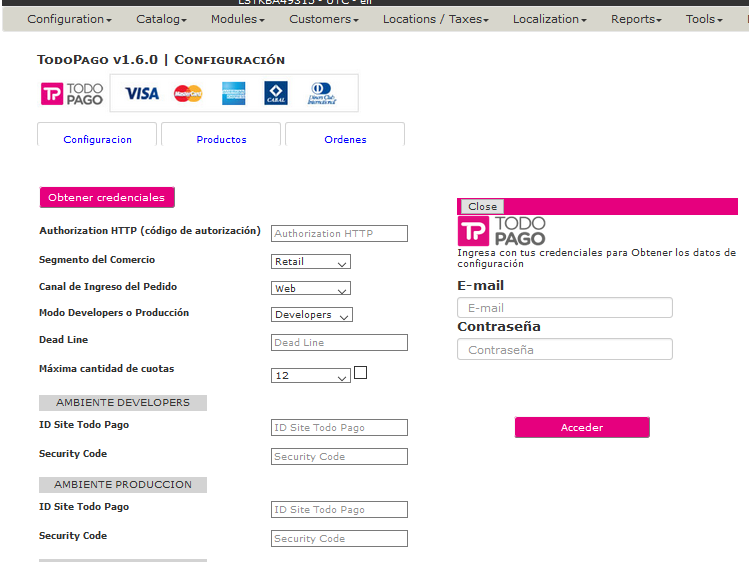 Configuration
Catalog
Modules
Customers
Locations / Taxes
Localization
Reports
Tools
TodoPago v1.6.0 | Configuración
TP TODO PAGO
VISA
MasterCard
CABAL
Diners Club International
Configuracion
Productos
Ordenes
Obtener credenciales
Authorization HTTP (código de autorización)
Authorization HTTP
Segmento del Comercio
Retail
Canal de Ingreso del Pedido
Web
Modo Developers o Producción
Developers
Dead Line
Dead Line
Máxima cantidad de cuotas
12
AMBIENTE DEVELOPERS
ID Site Todo Pago
ID Site Todo Pago
Security Code
Security Code
AMBIENTE PRODUCCION
ID Site Todo Pago
ID Site Todo Pago
Security Code
Security Code
Close
TP TODO PAGO
Ingresa con tus credenciales para Obtener los datos de
configuración
E-mail
E-mail
Contraseña
Contraseña
Acceder